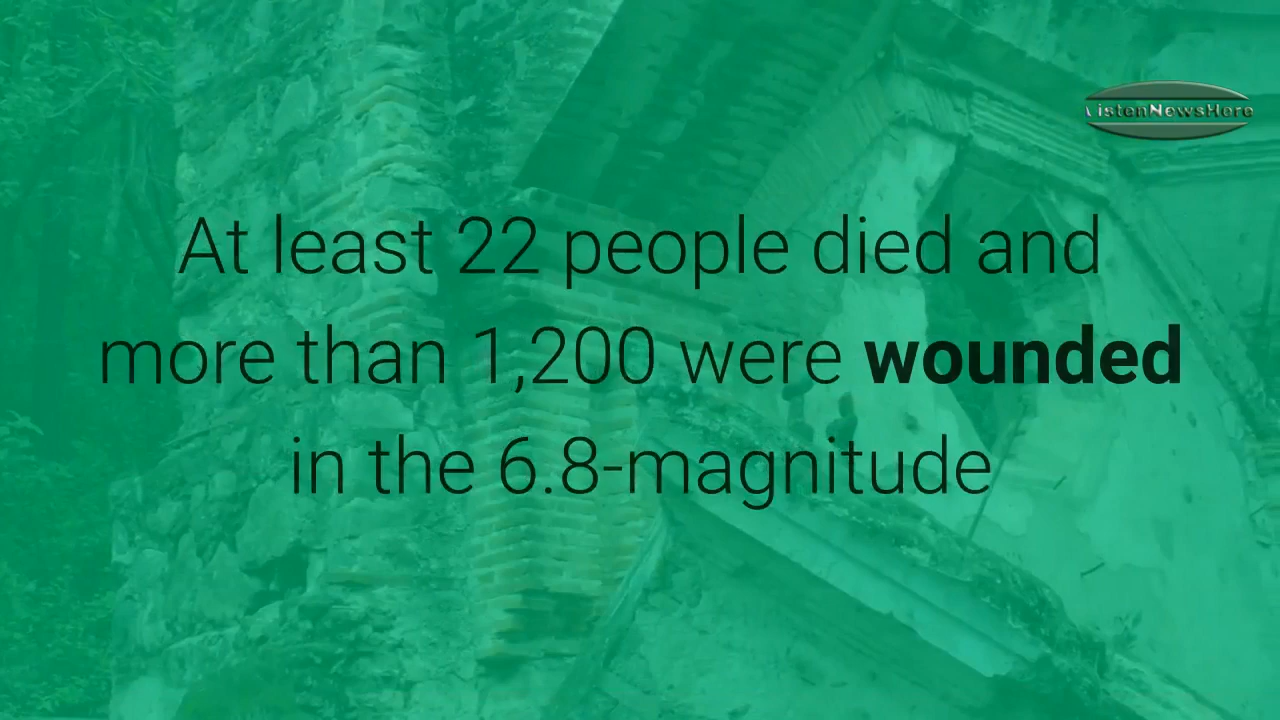 ListenNewsHere
At least 22 people died and
more than 1,200 were wounded
in the 6.8-magnitude